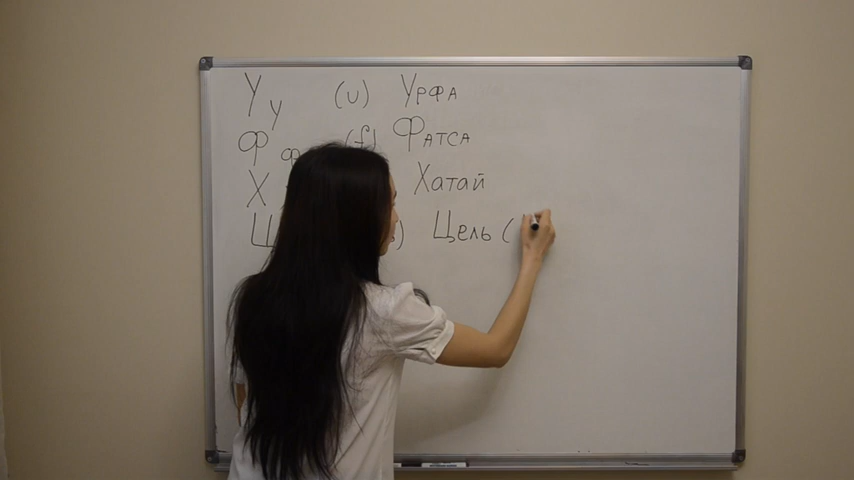 У у (u) Урфа
Ф ф (f) Фатса
Х Хатай
Ц ) Цель (